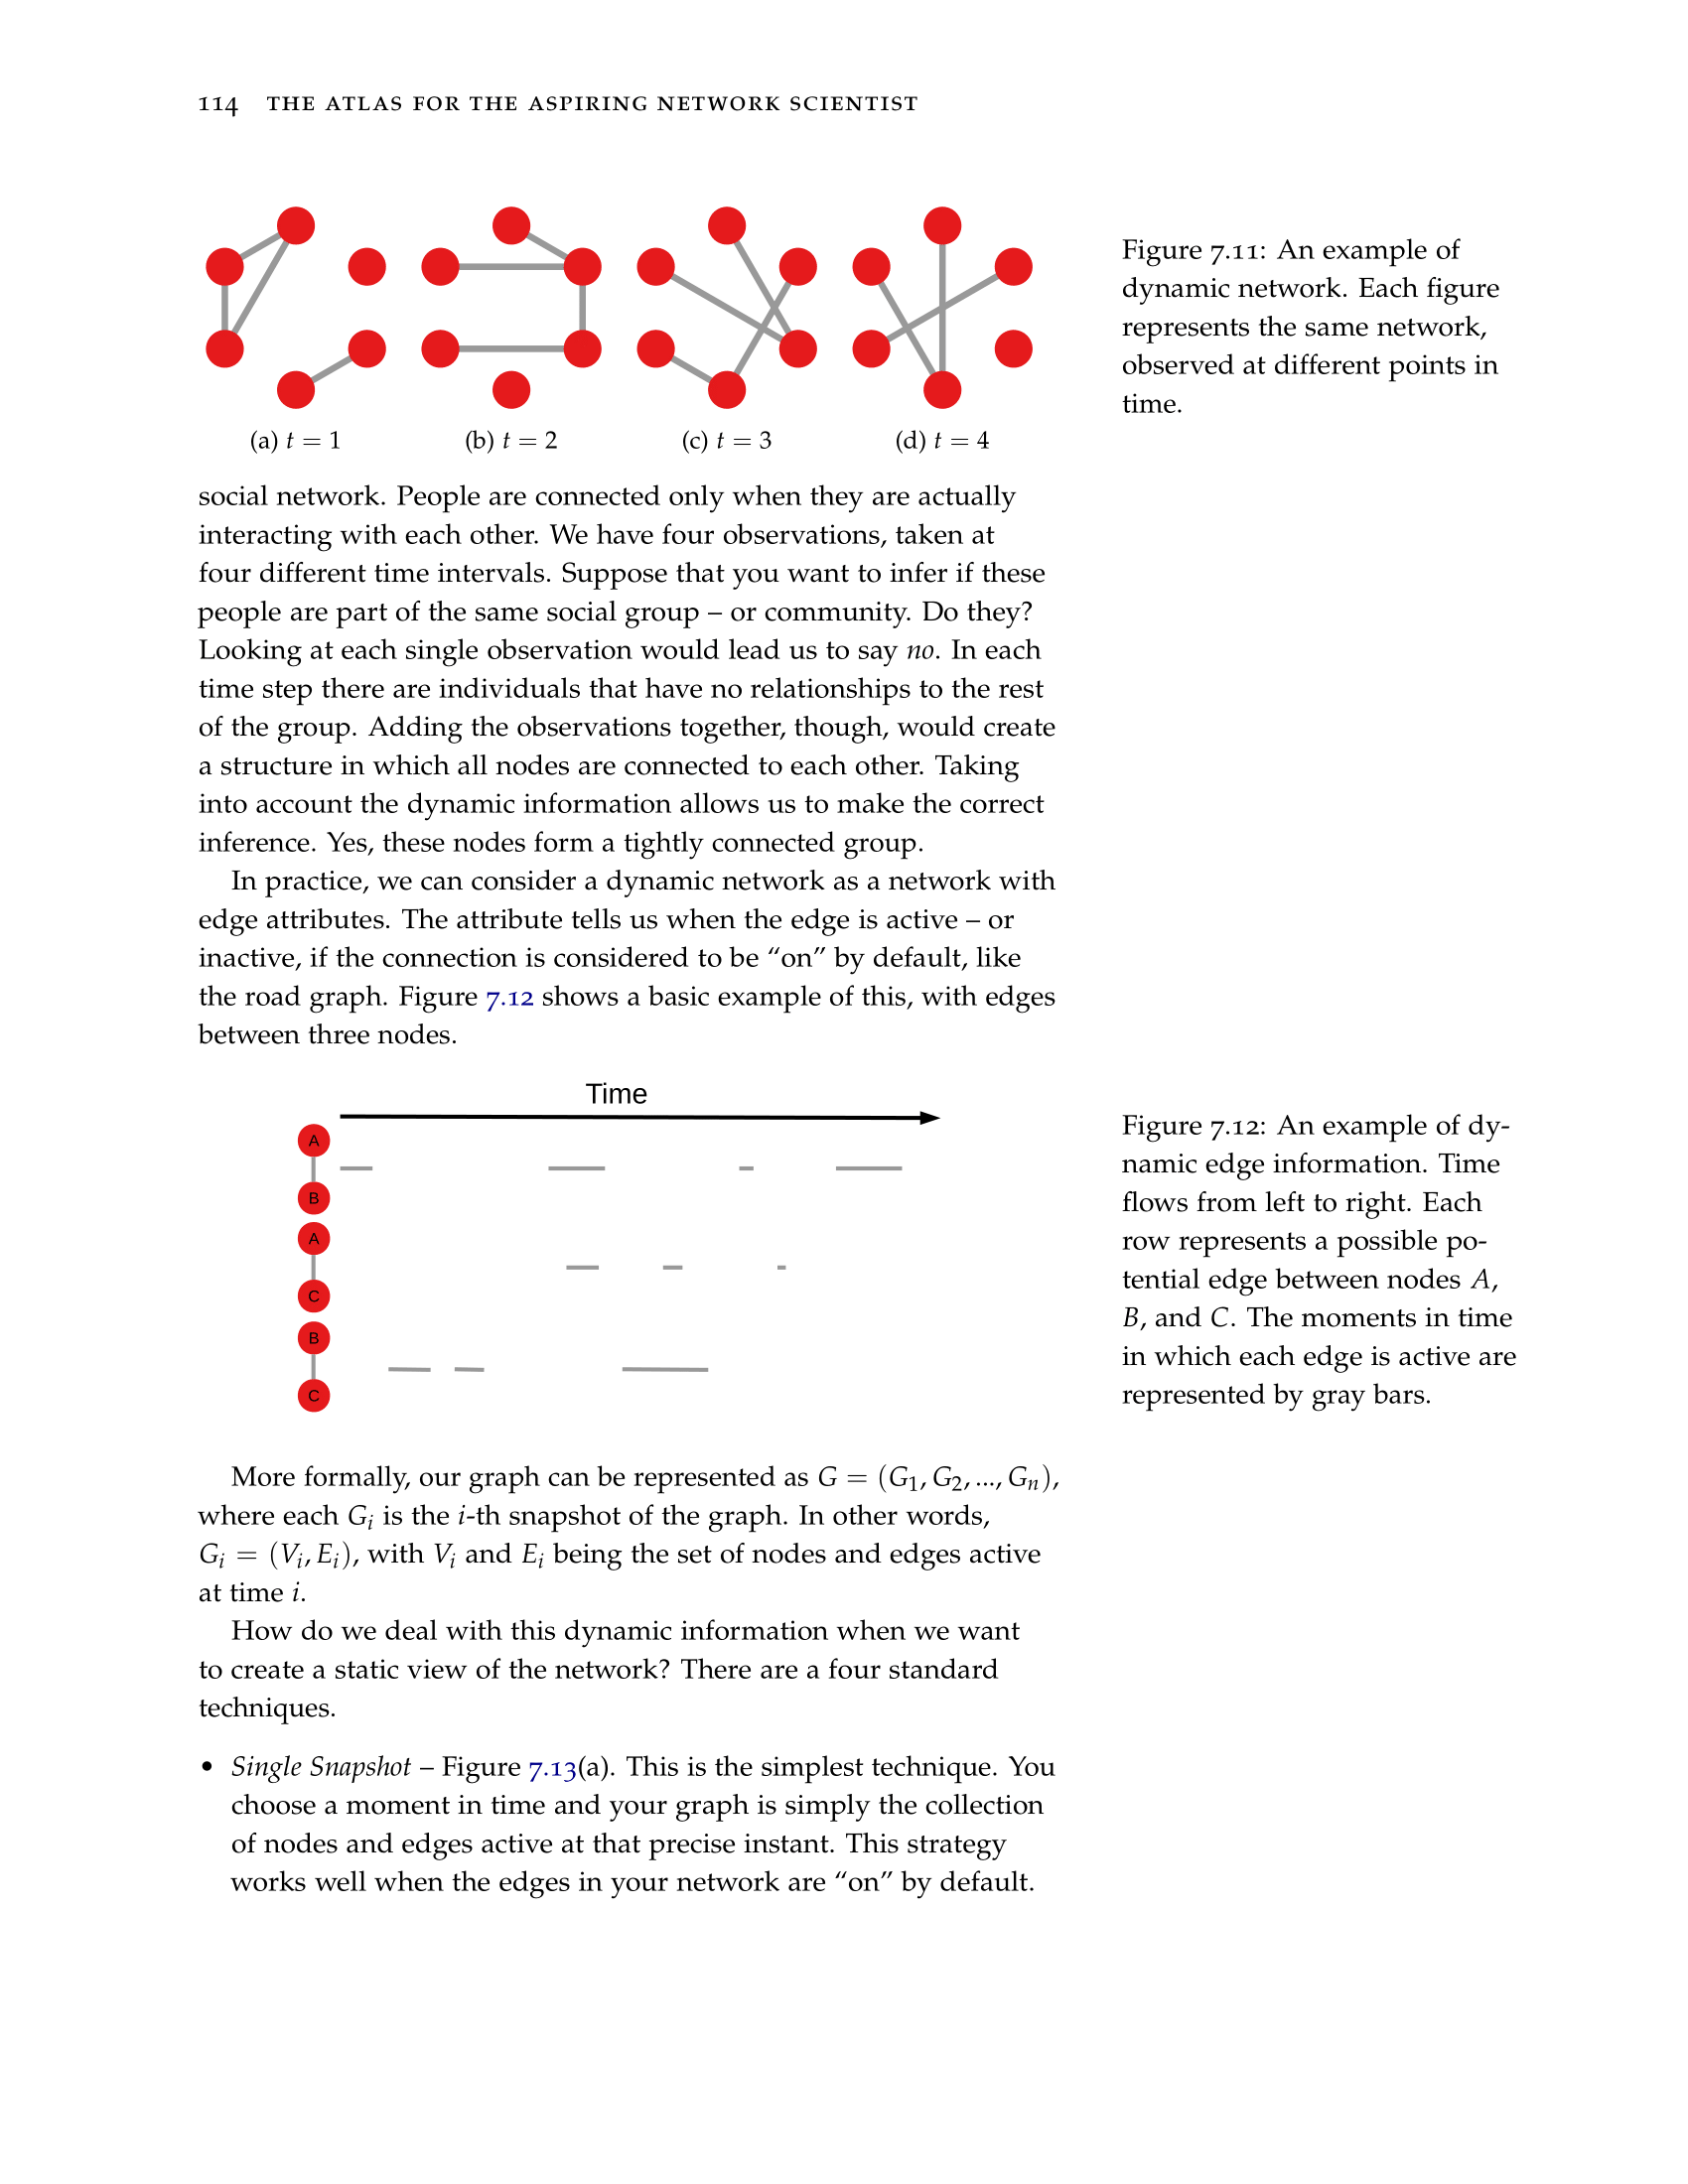 114 THE ATLAS FOR THE ASPIRING NETWORK SCIENTIST
(a) t = 1
(b) t = 2
(c) t = 3
(d) t = 4
Figure 7.11: An example of
dynamic network. Each figure
represents the same network,
observed at different points in
time.
social network. People are connected only when they are actually
interacting with each other. We have four observations, taken at
four different time intervals. Suppose that you want to infer if these
people are part of the same social group – or community. Do they?
Looking at each single observation would lead us to say no. In each
time step there are individuals that have no relationships to the rest
of the group. Adding the observations together, though, would create
a structure in which all nodes are connected to each other. Taking
into account the dynamic information allows us to make the correct
inference. Yes, these nodes form a tightly connected group.
In practice, we can consider a dynamic network as a network with
edge attributes. The attribute tells us when the edge is active – or
inactive, if the connection is considered to be “on” by default, like
the road graph. Figure 7.12 shows a basic example of this, with edges
between three nodes.
Time
A
B
A
C
B
C
Figure 7.12: An example of dy-
namic edge information. Time
flows from left to right. Each
row represents a possible po-
tential edge between nodes A,
B, and C. The moments in time
in which each edge is active are
represented by gray bars.
More formally, our graph can be represented as G = (G₁, G₂, ..., Gₙ),
where each Gᵢ is the i-th snapshot of the graph. In other words,
Gᵢ = (Vᵢ, Eᵢ), with Vᵢ and Eᵢ being the set of nodes and edges active
at time i.
How do we deal with this dynamic information when we want
to create a static view of the network? There are a four standard
techniques.
• Single Snapshot – Figure 7.13(a). This is the simplest technique. You
choose a moment in time and your graph is simply the collection
of nodes and edges active at that precise instant. This strategy
works well when the edges in your network are “on” by default.